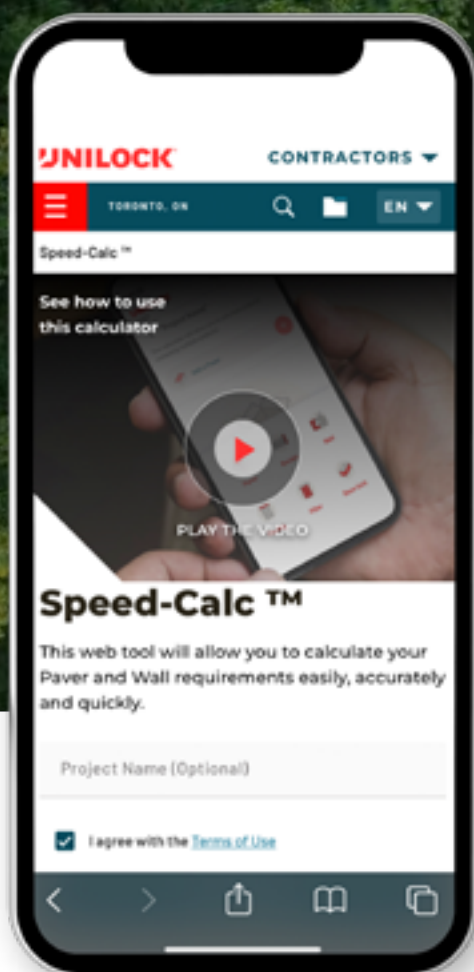 UNILOCK
CONTRACTORS
TORONTO, ON
EN
Speed-Calc ™
See how to use
this calculator
PLAY THE VIDEO
Speed-Calc ™
This web tool will allow you to calculate your
Paver and Wall requirements easily, accurately
and quickly.
Project Name (Optional)
I agree with the Terms of Use